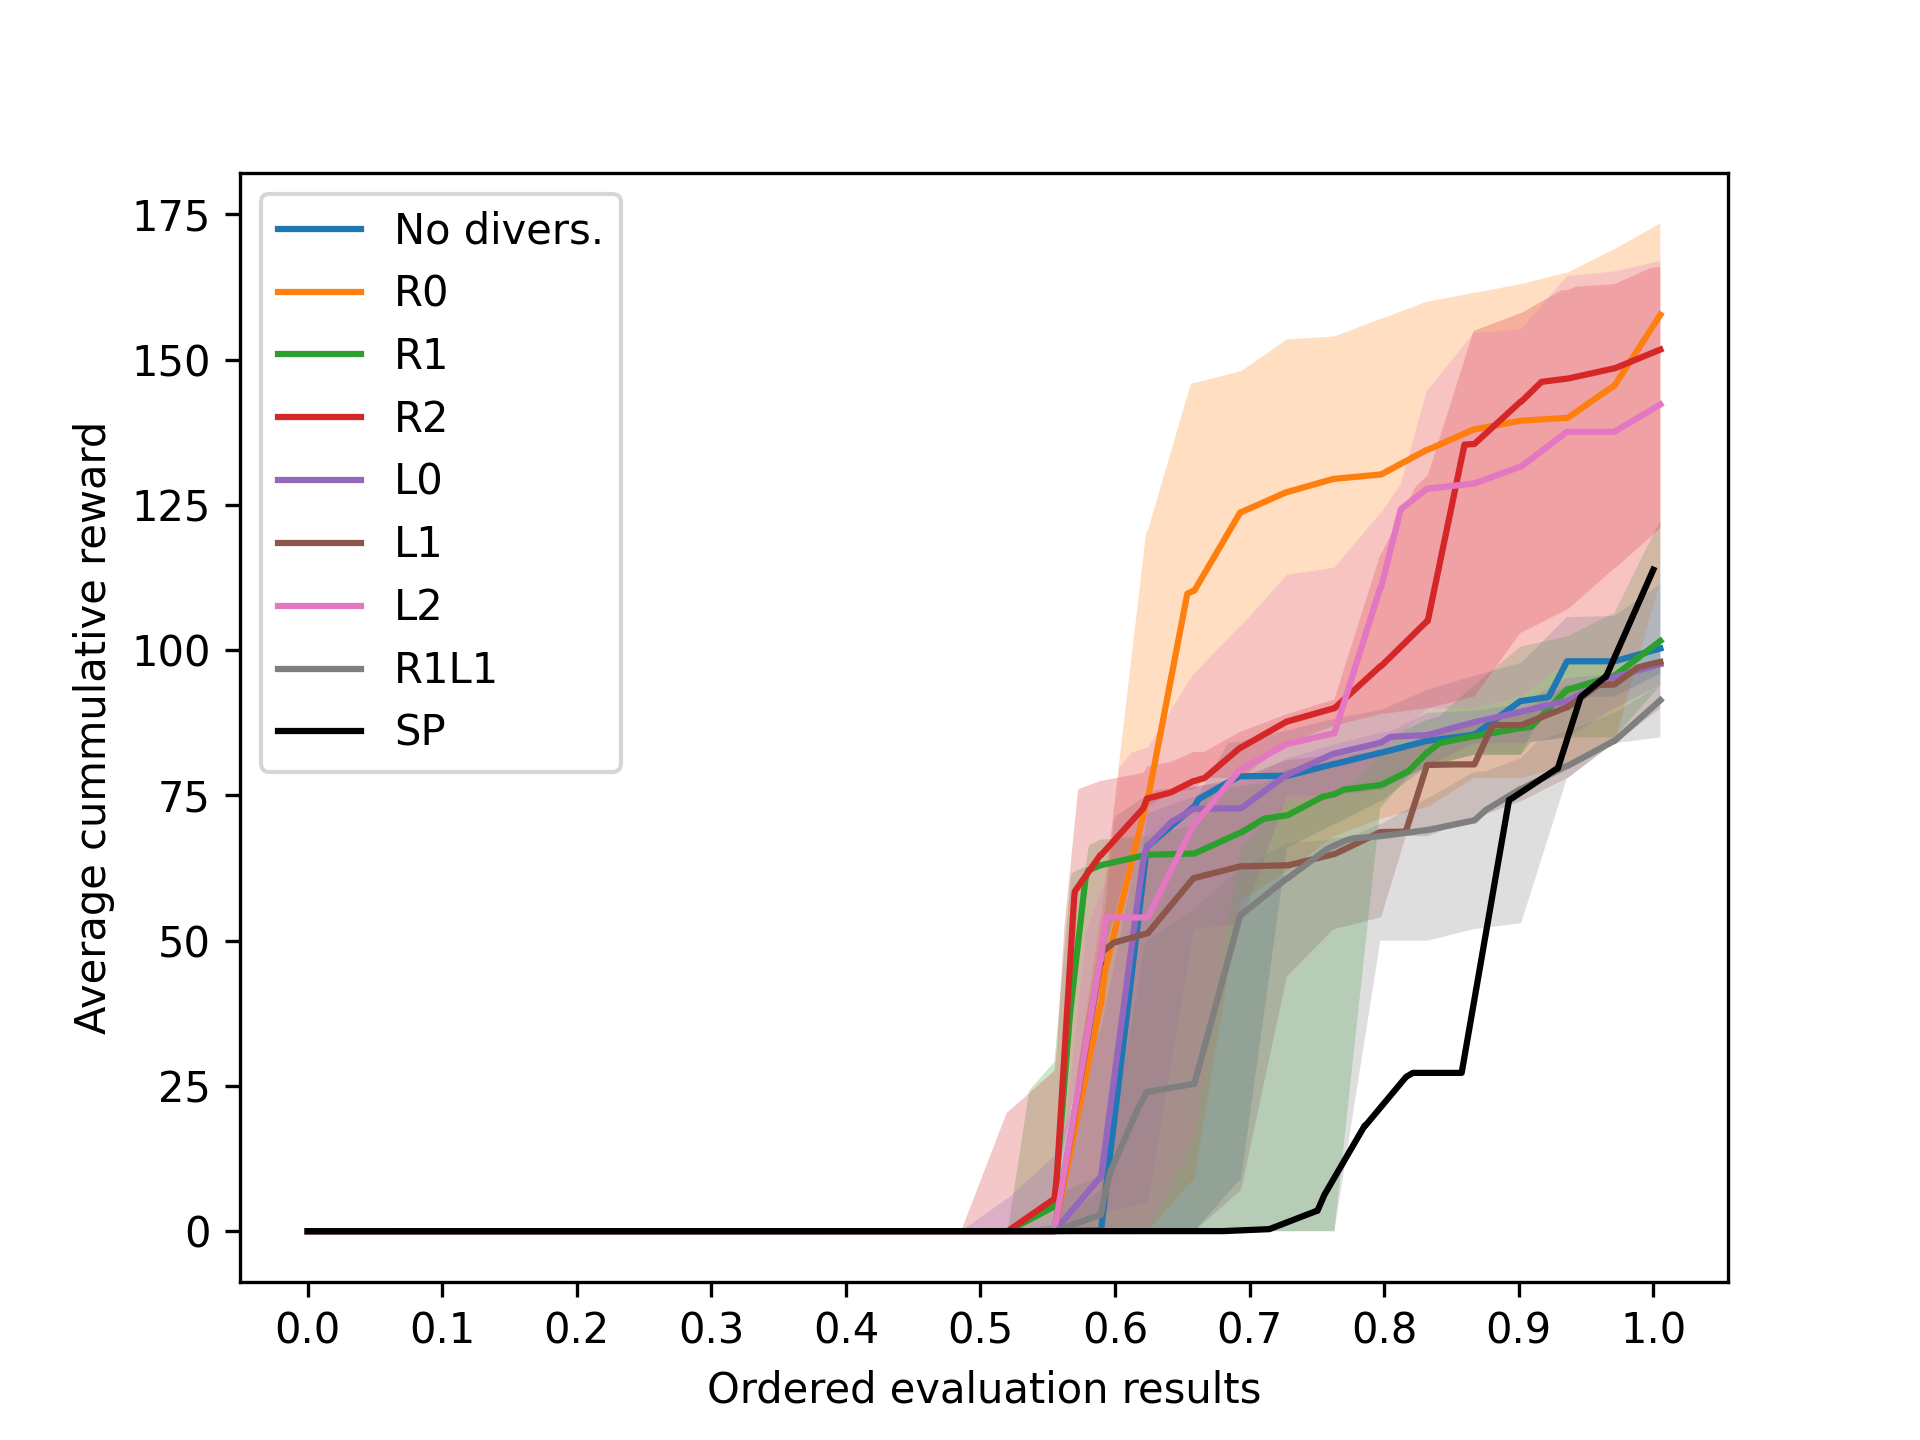 No divers.
R0
R1
R2
L0
L1
L2
R1L1
SP
175
150
125
100
75
50
25
0
Average cummulative reward
0.0 0.1 0.2 0.3 0.4 0.5 0.6 0.7 0.8 0.9 1.0
Ordered evaluation results